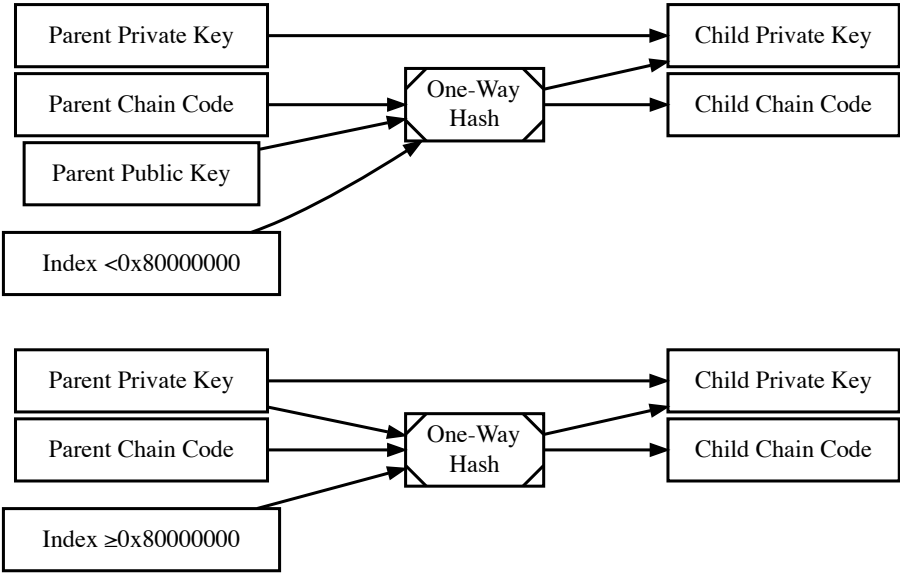 Parent Private Key
Child Private Key
Parent Chain Code
One-Way
Hash
Child Chain Code
Parent Public Key
Index <0x80000000
Parent Private Key
Child Private Key
Parent Chain Code
One-Way
Hash
Child Chain Code
Index ≥0x80000000